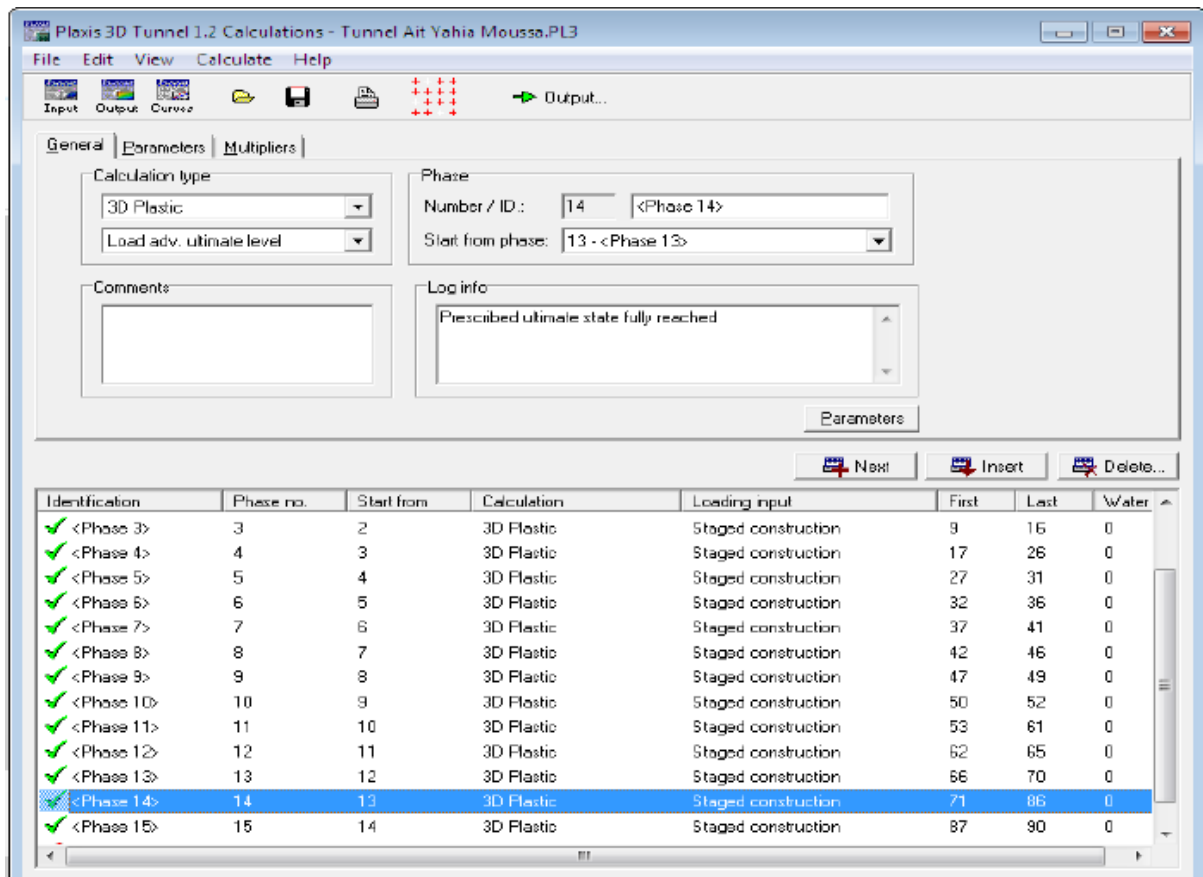 Plaxis 3D Tunnel 1.2 Calculations - Tunnel Ait Yahia Moussa.PL3
File Edit View Calculate Help
Input Output Curves Output...
General Parameters Multipliers
Calculation type
3D Plastic
Load adv. ultimate level
Phase
Number / ID.: 14 <Phase 14>
Start from phase: 13 - <Phase 13>
Comments
Log info
Prescribed ultimate state fully reached
Parameters
Next Insert Delete...
Identification Phase no. Start from Calculation Loading input First Last Water
<Phase 3> 3 2 3D Plastic Staged construction 9 16 0
<Phase 4> 4 3 3D Plastic Staged construction 17 26 0
<Phase 5> 5 4 3D Plastic Staged construction 27 31 0
<Phase 6> 6 5 3D Plastic Staged construction 32 36 0
<Phase 7> 7 6 3D Plastic Staged construction 37 41 0
<Phase 8> 8 7 3D Plastic Staged construction 42 46 0
<Phase 9> 9 8 3D Plastic Staged construction 47 49 0
<Phase 10> 10 9 3D Plastic Staged construction 50 52 0
<Phase 11> 11 10 3D Plastic Staged construction 53 61 0
<Phase 12> 12 11 3D Plastic Staged construction 62 65 0
<Phase 13> 13 12 3D Plastic Staged construction 66 70 0
<Phase 14> 14 13 3D Plastic Staged construction 71 86 0
<Phase 15> 15 14 3D Plastic Staged construction 87 90 0